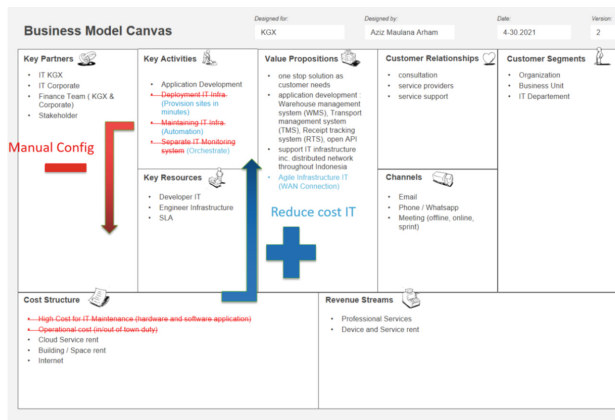 Business Model Canvas
Designed for:
KGX
Designed by:
Aziz Maulana Arham
Date:
4-30.2021
Version:
2
Key Partners
• IT KGX
• IT Corporate
• Finance Team ( KGX &
Corporate)
• Stakeholder
Manual Config
Key Activities
• Application Development
• Deployment IT Infra.
(Provision sites in
minutes)
• Maintaining IT Infra.
(Automation)
• Separate IT Monitoring
system (Orchestrate)
Key Resources
• Developer IT
• Engineer Infrastructure
• SLA
Value Propositions
• one stop solution as
customer needs
• application development :
Warehouse management
system (WMS), Transport
management system
(TMS), Receipt tracking
system (RTS), open API
• support IT infrastructure
inc. distributed network
throughout Indonesia
• Agile Infrastructure IT
(WAN Connection)
Reduce cost IT
Customer Relationships
• consultation
• service providers
• service support
Channels
• Email
• Phone / Whatsapp
• Meeting (offline, online,
sprint)
Customer Segments
• Organization
• Business Unit
• IT Departement
Cost Structure
• High Cost for IT Maintenance (hardware and software application)
• Operational cost (in/out of town duty)
• Cloud Service rent
• Building / Space rent
• Internet
Revenue Streams
• Professional Services
• Device and Service rent